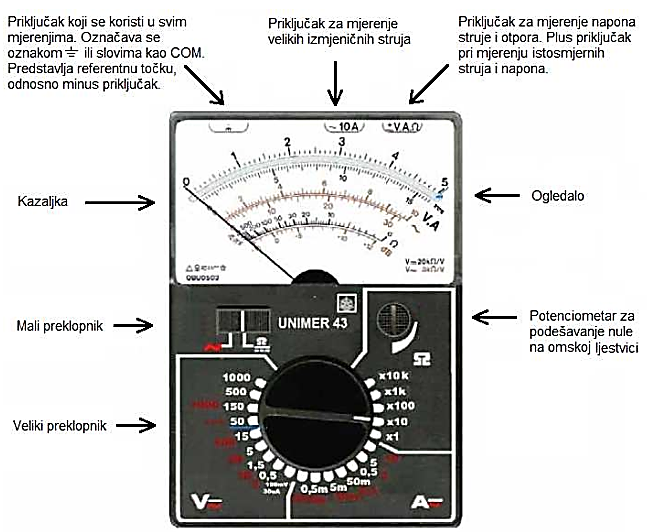 Priključak koji se koristi u svim
mjerenjima. Označava se
oznakom ⏚ ili slovima kao COM.
Predstavlja referentnu točku,
odnosno minus priključak.
Priključak za mjerenje
velikih izmjeničnih struja
Priključak za mjerenje napona
struje i otpora. Plus priključak
pri mjerenju istosmjernih
struja i napona.
~10A
±V.A.Ω
0 1 2 3 4 5
5 10 15
Kazaljka
Ogledalo
V.A
Ω
V⎓20kΩ/V
Mali preklopnik
UNIMER 43
Ω
Potenciometar za
podešavanje nule
na omskoj ljestvici
Veliki preklopnik
1000
500
150
50
15
5
1,5
0,5
x10k
x1k
x100
x10
x1
5
0,5
50m
5m
0,5m
V
A